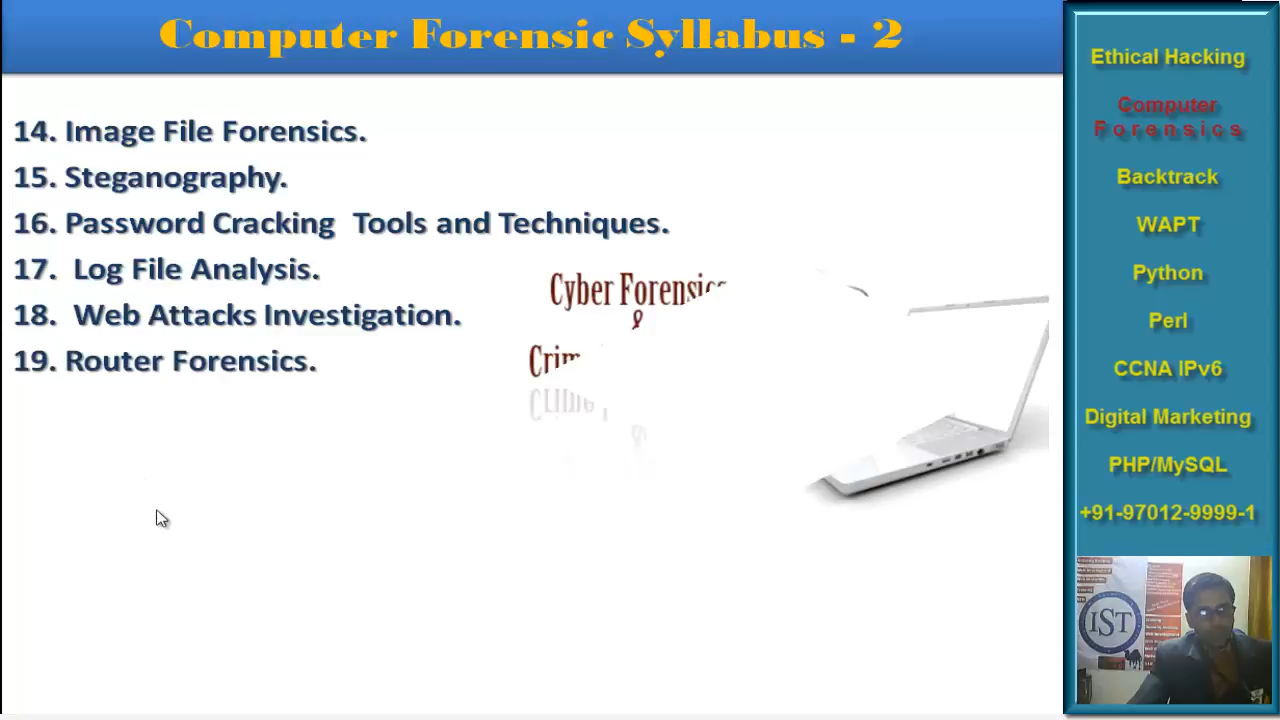 Computer Forensic Syllabus - 2
14. Image File Forensics.
15. Steganography.
16. Password Cracking Tools and Techniques.
17. Log File Analysis.
18. Web Attacks Investigation.
19. Router Forensics.
Cyber Forensics
Ethical Hacking
Computer
Forensics
Backtrack
WAPT
Python
Perl
CCNA IPv6
Digital Marketing
PHP/MySQL
+91-97012-9999-1
IST